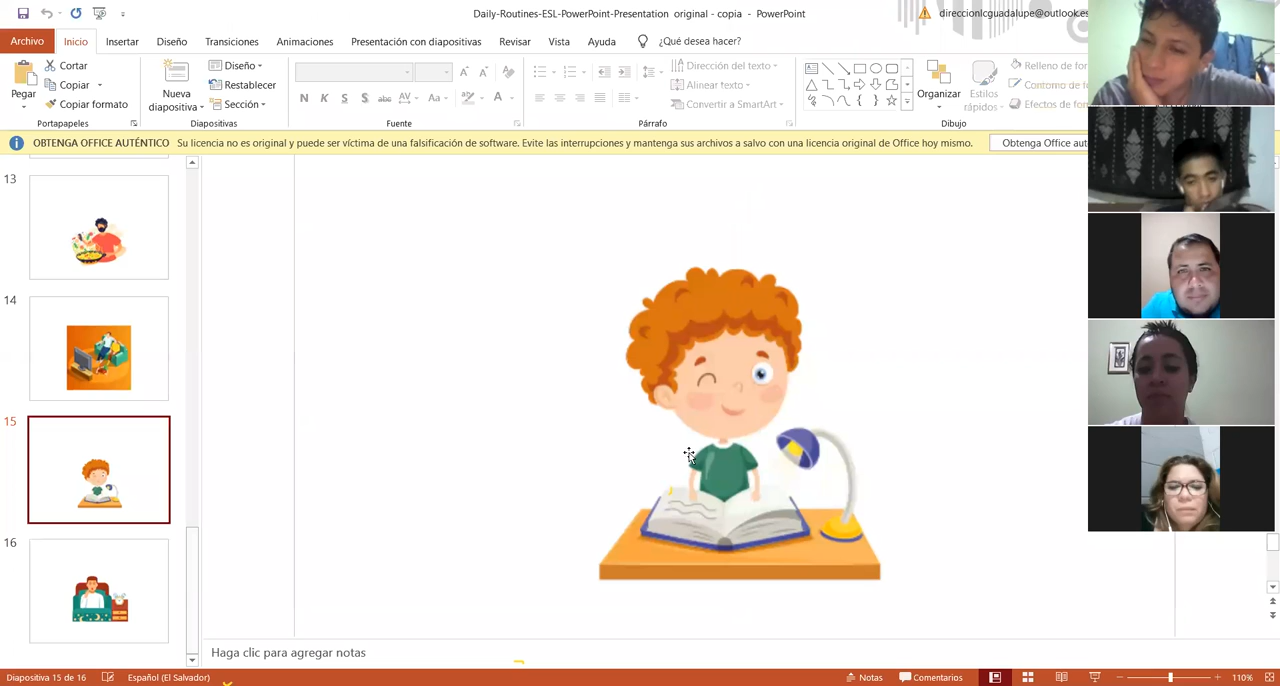 Daily-Routines-ESL-PowerPoint-Presentation original - copia - PowerPoint
direccionlcguadalupe@outlook.es
Archivo Inicio Insertar Diseño Transiciones Animaciones Presentación con diapositivas Revisar Vista Ayuda ¿Qué desea hacer?
Pegar
Cortar
Copiar
Copiar formato
Portapapeles
Nueva diapositiva
Diseño
Restablecer
Sección
Diapositivas
N K S S abc AV Aa A
Fuente
Dirección del texto
Alinear texto
Convertir a SmartArt
Párrafo
Organizar
Estilos rápidos
Relleno de
Contorno de
Efectos de
Dibujo
OBTENGA OFFICE AUTÉNTICO Su licencia no es original y puede ser víctima de una falsificación de software. Evite las interrupciones y mantenga sus archivos a salvo con una licencia original de Office hoy mismo.
Obtenga Office
13
14
15
16
Haga clic para agregar notas
Diapositiva 15 de 16 Español (El Salvador) Notas Comentarios 110%